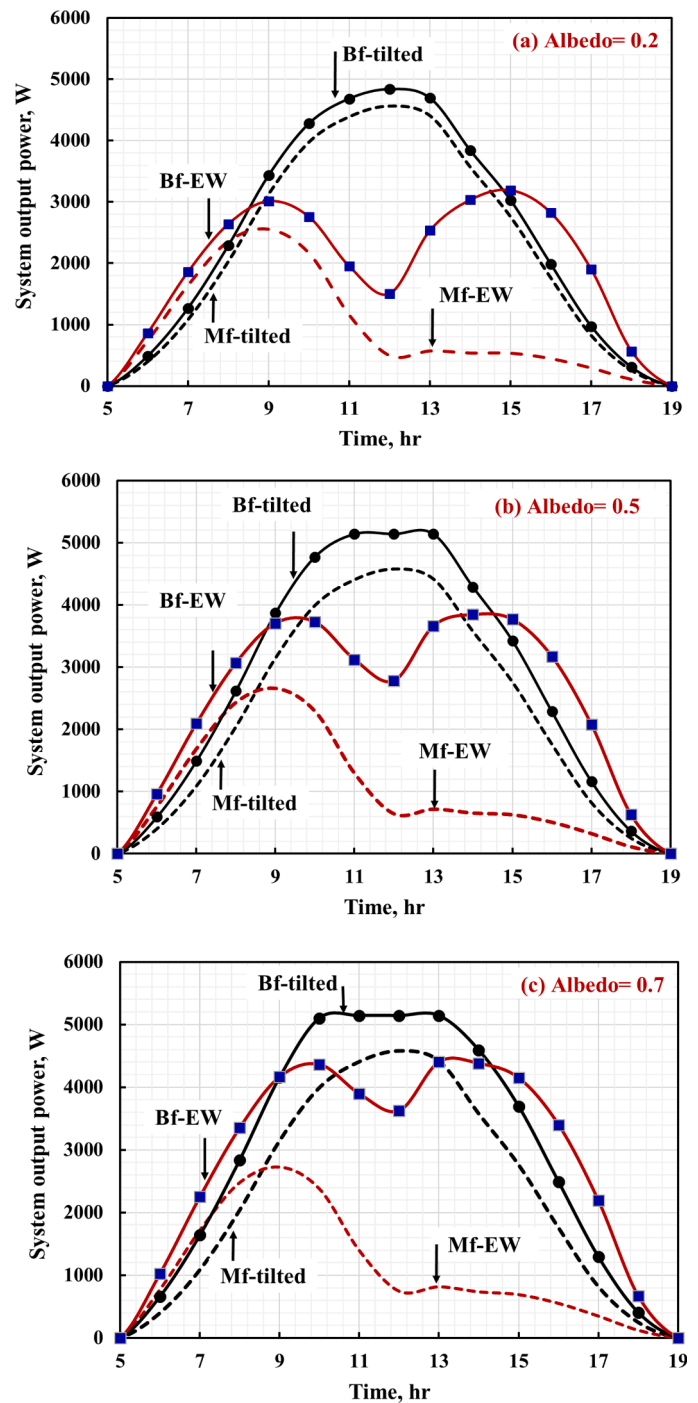 6000
(a) Albedo= 0.2
Bf-tilted
5000
4000
Bf-EW
3000
2000
Mf-EW
Mf-tilted
1000
0
System output power, W
5 7 9 11 13 15 17 19
Time, hr
6000
Bf-tilted
(b) Albedo= 0.5
5000
4000
Bf-EW
3000
2000
Mf-EW
Mf-tilted
1000
0
System output power, W
5 7 9 11 13 15 17 19
Time, hr
6000
Bf-tilted
(c) Albedo= 0.7
5000
4000
Bf-EW
3000
2000
Mf-EW
Mf-tilted
1000
0
System output power, W
5 7 9 11 13 15 17 19
Time, hr